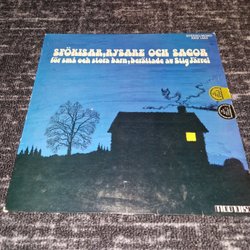 SPÖKISAR, RYSARE OCH SAGOR
för små och stora barn, berättade av Stig Järrel